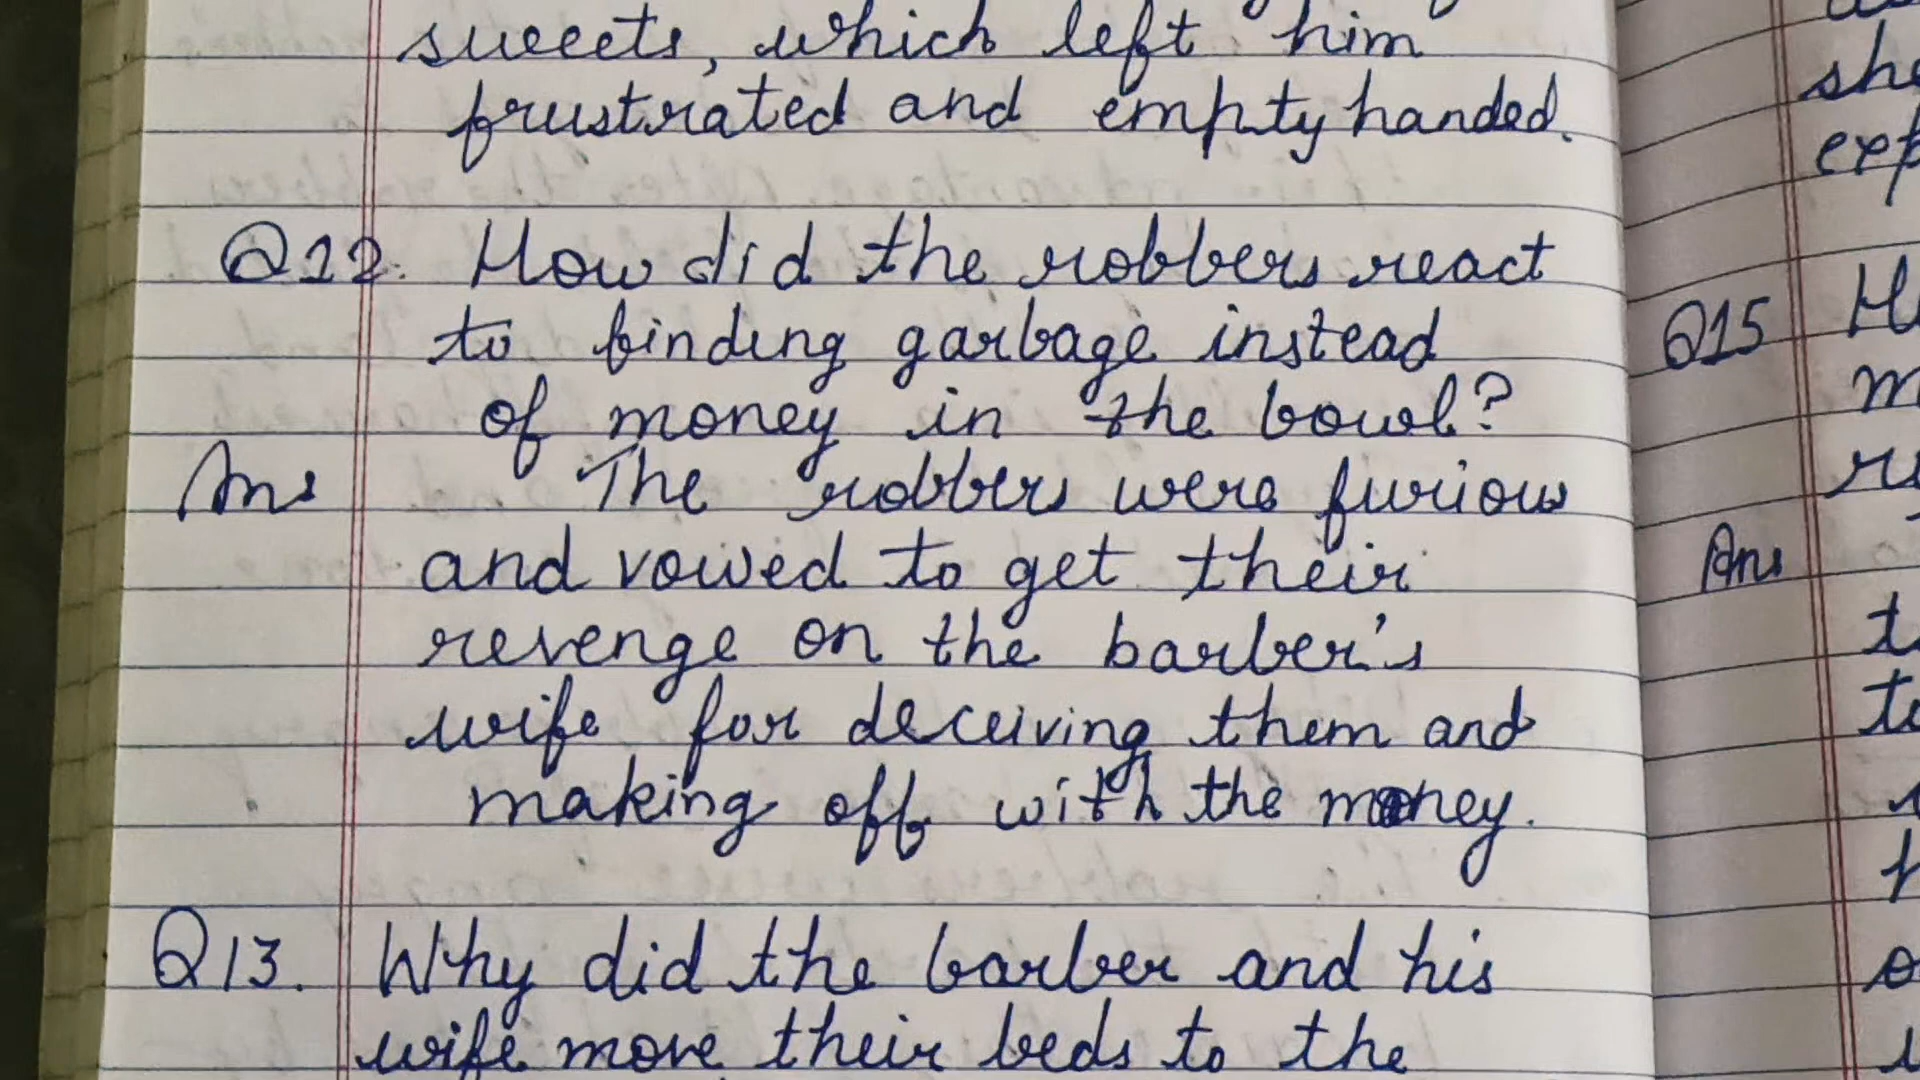 sweets, which left him
frustrated and empty handed.
Q12. How did the robbers react
to finding garbage instead
of money in the bowl?
Ans The robbers were furious
and vowed to get their
revenge on the barber's
wife for deceiving them and
making off with the money.
Q13. Why did the barber and his
wife move their beds to the
she
exp
Q15
Ans